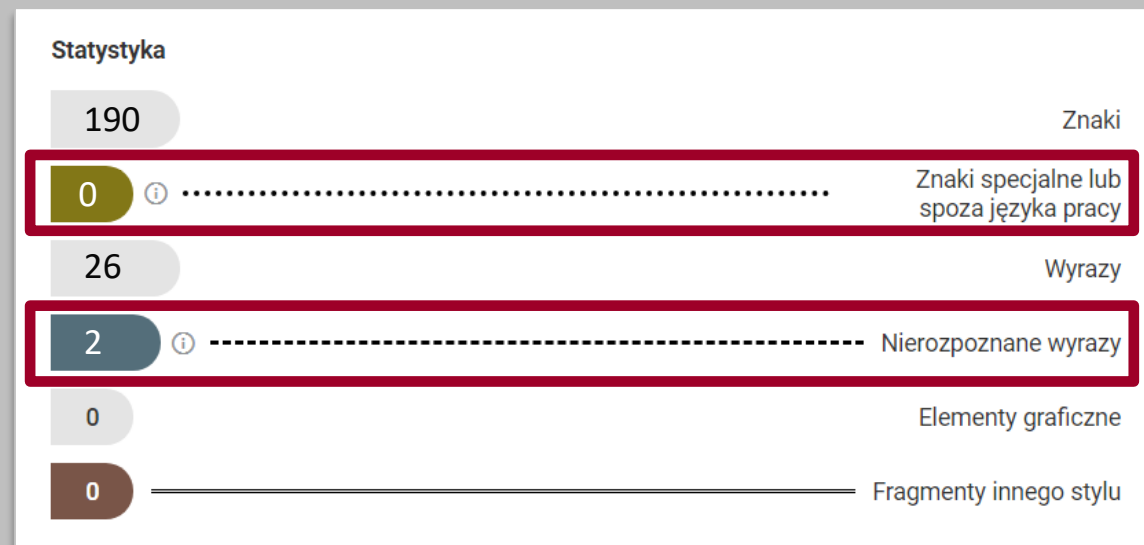 Statystyka
190 Znaki
0 Znaki specjalne lub
spoza języka pracy
26 Wyrazy
2 Nierozpoznane wyrazy
0 Elementy graficzne
0 Fragmenty innego stylu